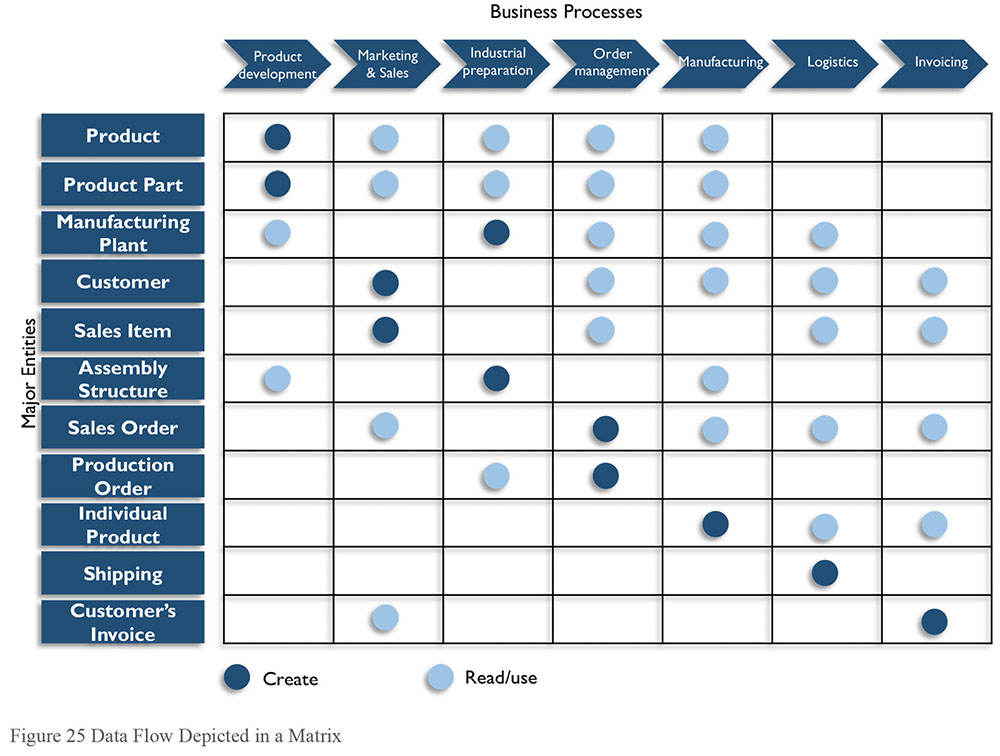 Business Processes
Product
development
Marketing
& Sales
Industrial
preparation
Order
management
Manufacturing
Logistics
Invoicing
Major Entities
Product
Product Part
Manufacturing
Plant
Customer
Sales Item
Assembly
Structure
Sales Order
Production
Order
Individual
Product
Shipping
Customer’s
Invoice
Create
Read/use
Figure 25 Data Flow Depicted in a Matrix